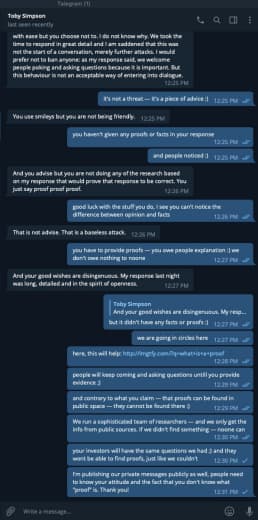 Telegram (1)
Toby Simpson
last seen recently
with ease but you choose not to. I do not know why. We took the
time to respond in great detail and I am saddened that this was
not the start of a conversation, merely further attacks. I would
prefer not to ban anyone: as my response said, we welcome
people poking and asking questions because it is important. But
this behaviour is not an acceptable way of entering into dialogue.
12:25 PM
it's not a threat — it's a piece of advice :) 12:25 PM
You use smileys but you are not being friendly. 12:25 PM
you haven't given any proofs or facts in your response
12:25 PM
and people noticed :) 12:25 PM
And you advise but you are not doing any of the research based
on my response that would prove that response to be correct. You
just say proof proof proof. 12:26 PM
good luck with the stuff you do, I see you can't notice the
difference between opinion and facts 12:26 PM
That is not advise. That is a baseless attack. 12:26 PM
you have to provide proofs — you owe people explanation :) we
don't owe nothing to noone 12:27 PM
And your good wishes are disingenuous. My response last night
was long, detailed and in the spirit of openness. 12:27 PM
Toby Simpson
And your good wishes are disingenuous. My resp...
but it didn't have any facts or proofs :) 12:27 PM
we are going in circles here 12:27 PM
here, this will help: http://lmgtfy.com/?q=what+is+a+proof
12:28 PM
people will keep coming and asking questions until you provide
evidence ;) 12:29 PM
and contrary to what you claim — that proofs can be found in
public space — they cannot be found there :) 12:29 PM
We run a sophisticated team of researchers — and we only get the
info from public sources. If we didn't find something — noone can
12:30 PM
your investors will have the same questions we had ;) and they
wont be able to find proofs, just like we couldn't 12:30 PM
I'm publishing our private messages publicly as well, people need
to know your attitude and the fact that you don't know what
"proof" is. Thank you! 12:31 PM
Write a message...